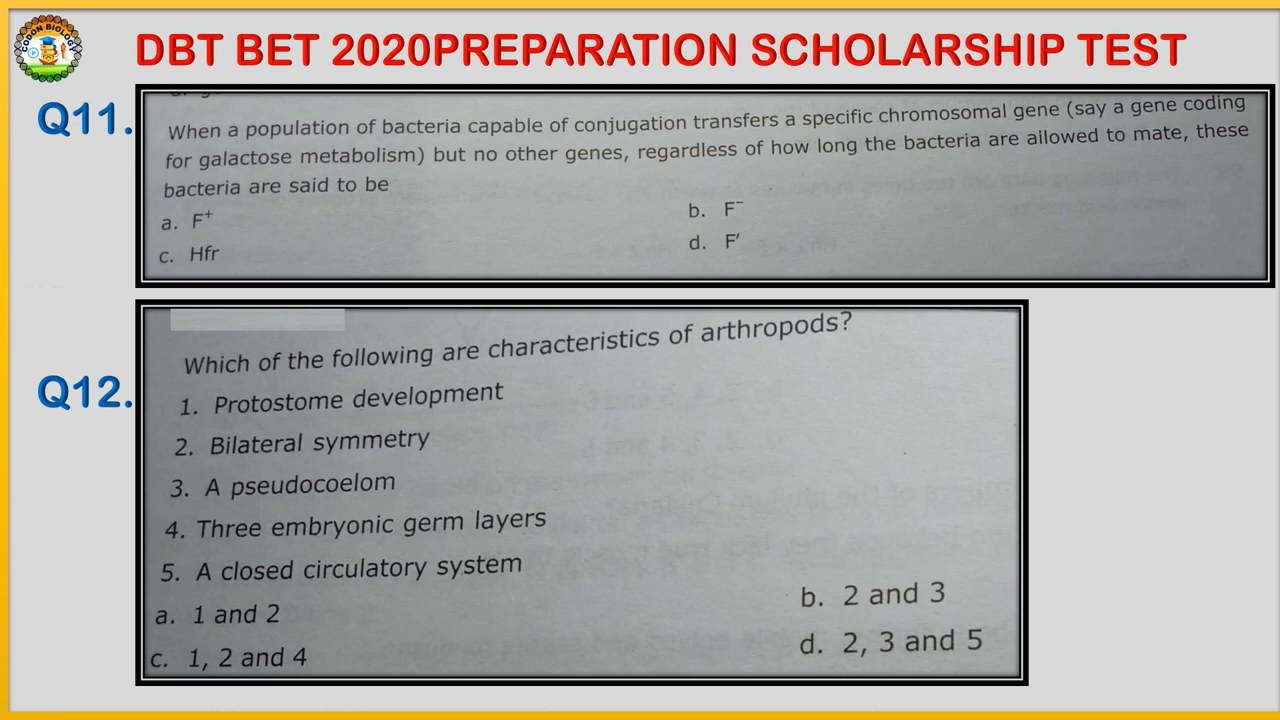 CODON BIOLOGY
DBT BET 2020PREPARATION SCHOLARSHIP TEST
Q11.
When a population of bacteria capable of conjugation transfers a specific chromosomal gene (say a gene coding
for galactose metabolism) but no other genes, regardless of how long the bacteria are allowed to mate, these
bacteria are said to be
a. F⁺
b. F⁻
c. Hfr
d. F′
Q12.
Which of the following are characteristics of arthropods?
1. Protostome development
2. Bilateral symmetry
3. A pseudocoelom
4. Three embryonic germ layers
5. A closed circulatory system
a. 1 and 2
b. 2 and 3
c. 1, 2 and 4
d. 2, 3 and 5